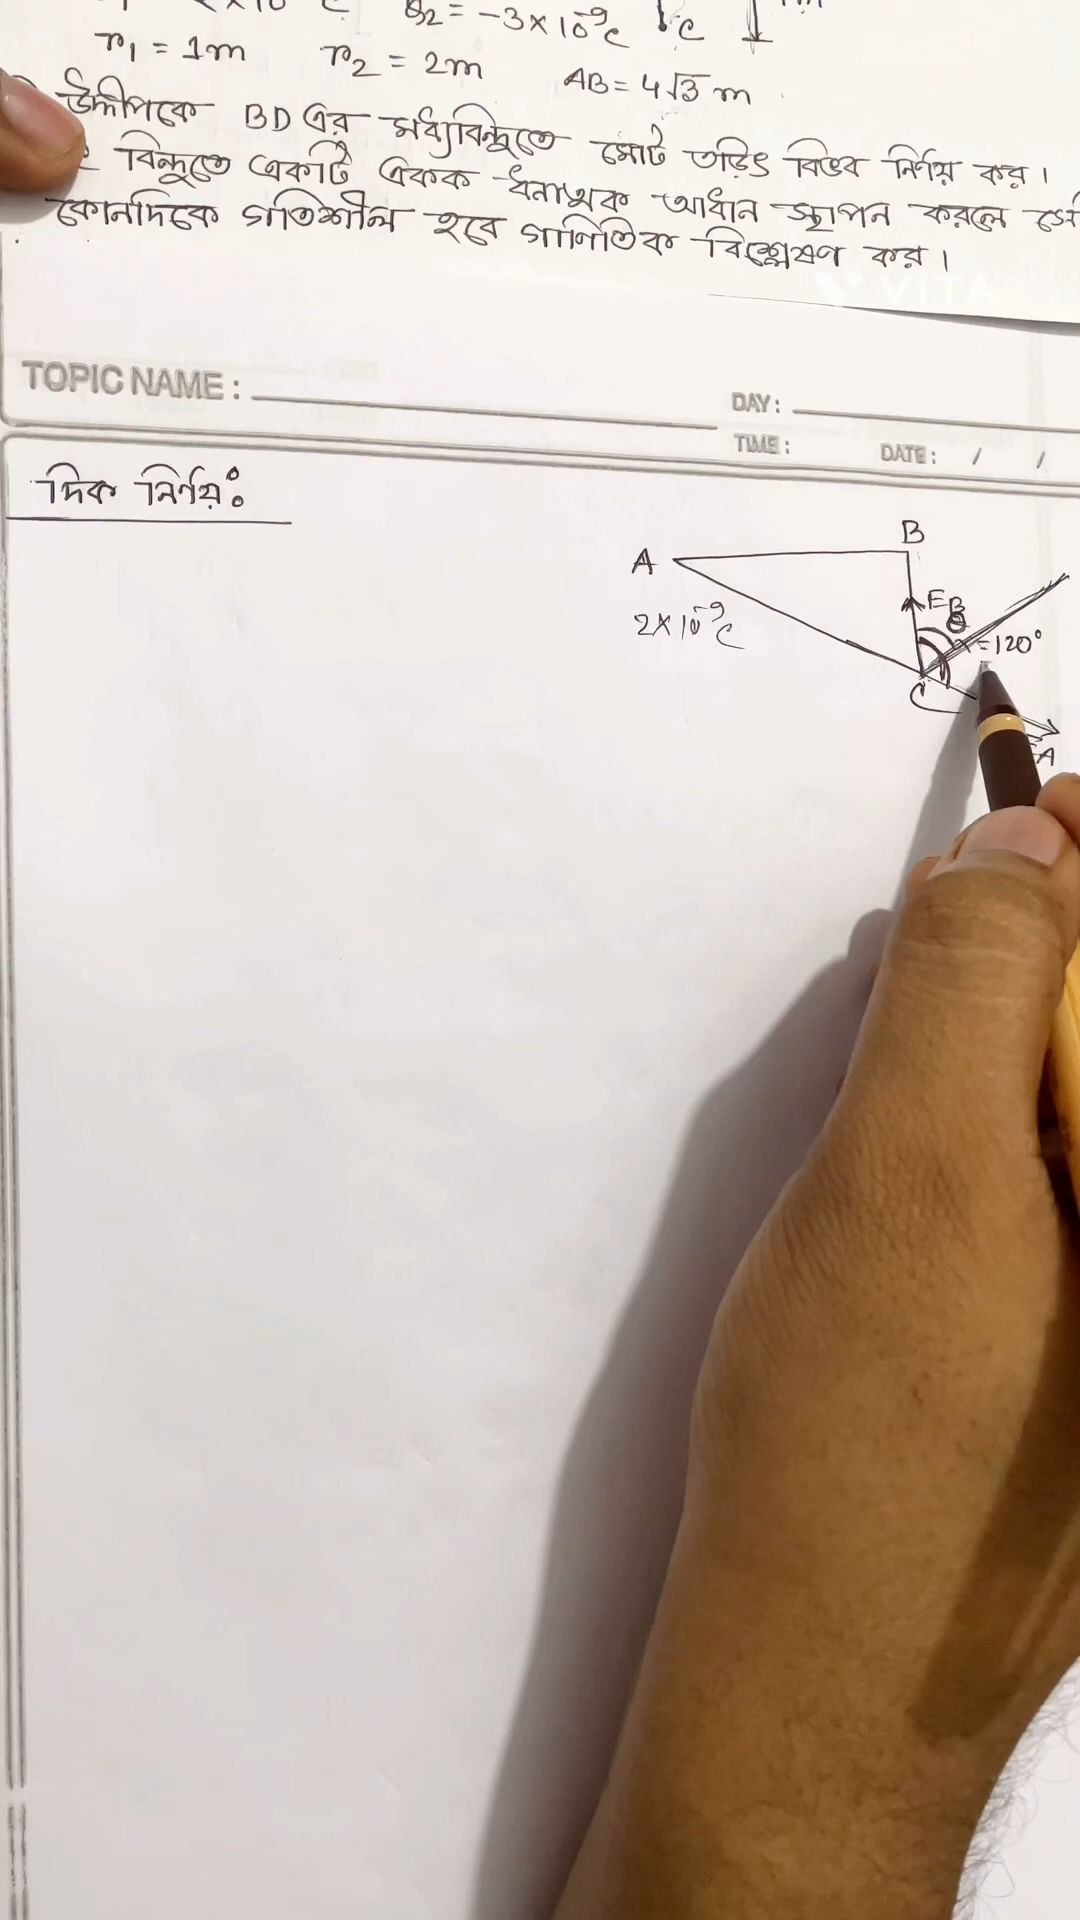 Q₂ = -3×10⁻⁹C C
r₁ = 1m r₂ = 2m AB = 4√3 m
উদ্দীপকে BD এর মধ্যবিন্দুতে মোট তড়িৎ বিভব নির্ণয় কর।
বিন্দুতে একটি একক ধনাত্মক আধান স্থাপন করলে
কোনদিকে গতিশীল হবে গাণিতিক বিশ্লেষণ কর।
VITA
TOPIC NAME :
DAY :
TIME : DATE : / /
দিক নির্ণয়ঃ
B
A
E_B
2×10⁻⁹C
θ
α = 120°
C
A